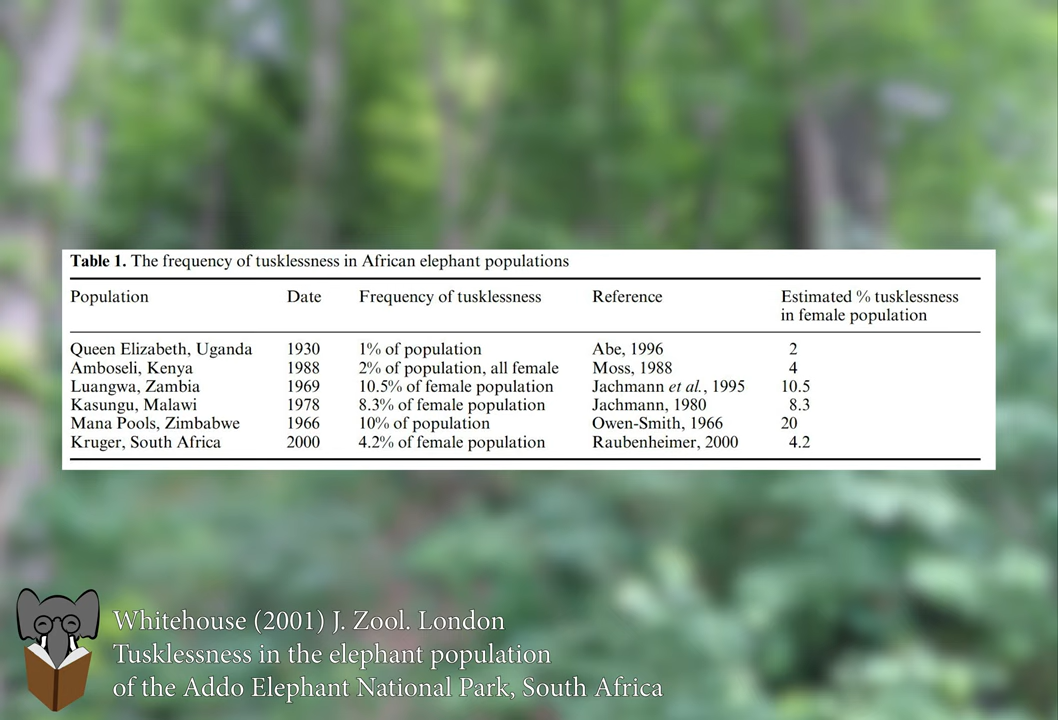 Table 1. The frequency of tusklessness in African elephant populations
Population Date Frequency of tusklessness Reference Estimated % tusklessness
in female population
Queen Elizabeth, Uganda 1930 1% of population Abe, 1996 2
Amboseli, Kenya 1988 2% of population, all female Moss, 1988 4
Luangwa, Zambia 1969 10.5% of female population Jachmann et al., 1995 10.5
Kasungu, Malawi 1978 8.3% of female population Jachmann, 1980 8.3
Mana Pools, Zimbabwe 1966 10% of population Owen-Smith, 1966 20
Kruger, South Africa 2000 4.2% of female population Raubenheimer, 2000 4.2
Whitehouse (2001) J. Zool. London
Tusklessness in the elephant population
of the Addo Elephant National Park, South Africa